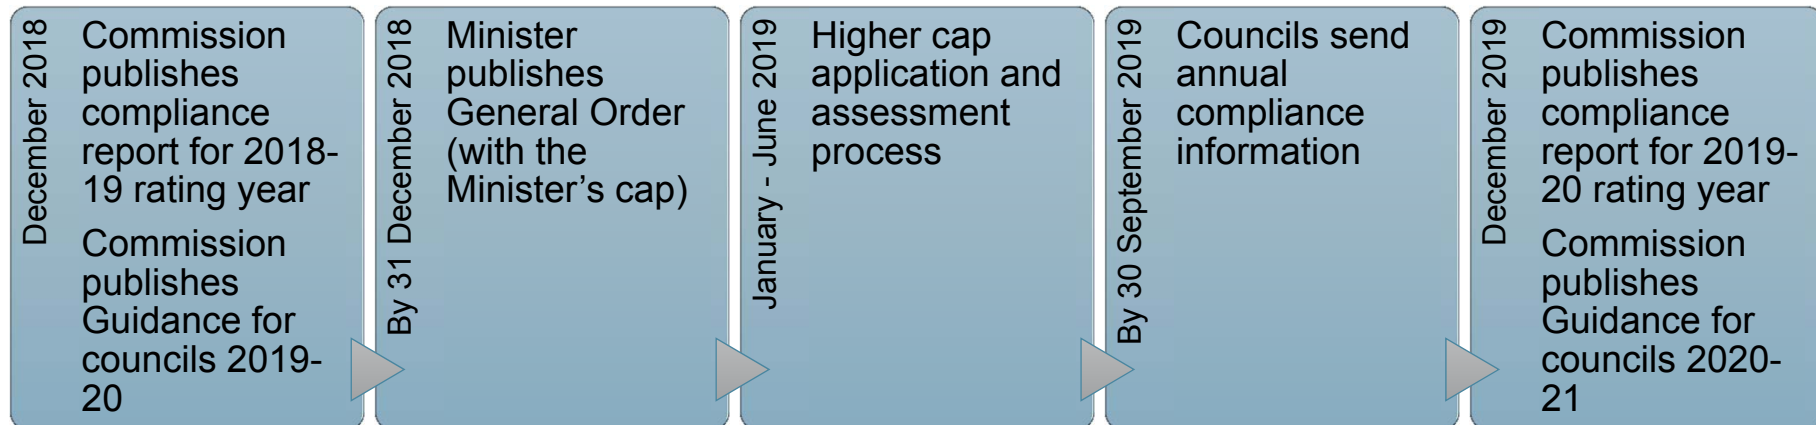 December 2018
Commission
publishes
compliance
report for 2018-
19 rating year
Commission
publishes
Guidance for
councils 2019-
20
By 31 December 2018
Minister
publishes
General Order
(with the
Minister’s cap)
January - June 2019
Higher cap
application and
assessment
process
By 30 September 2019
Councils send
annual
compliance
information
December 2019
Commission
publishes
compliance
report for 2019-
20 rating year
Commission
publishes
Guidance for
councils 2020-
21